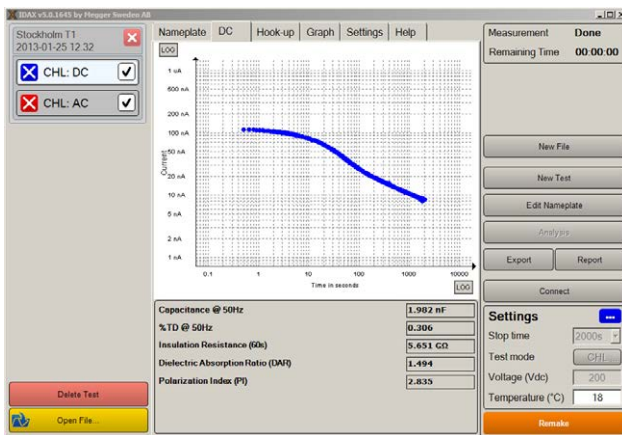 IDAX v5.0.1645 by Megger Sweden AB
Stockholm T1
2013-01-25 12.32
CHL: DC
CHL: AC
Delete Test
Open File...
Nameplate DC Hook-up Graph Settings Help
LOG
1 uA
500 nA
200 nA
100 nA
50 nA
20 nA
10 nA
5 nA
2 nA
1 nA
Current
0.1 1 10 100 1000 10000
Time in seconds
LOG
Capacitance @ 50Hz 1.982 nF
%TD @ 50Hz 0.306
Insulation Resistance (60s) 5.651 GΩ
Dielectric Absorption Ratio (DAR) 1.494
Polarization Index (PI) 2.835
Measurement Done
Remaining Time 00:00:00
New File
New Test
Edit Nameplate
Analysis
Export Report
Connect
Settings ...
Stop time 2000s
Test mode CHL
Voltage (Vdc) 200
Temperature (°C) 18
Remake